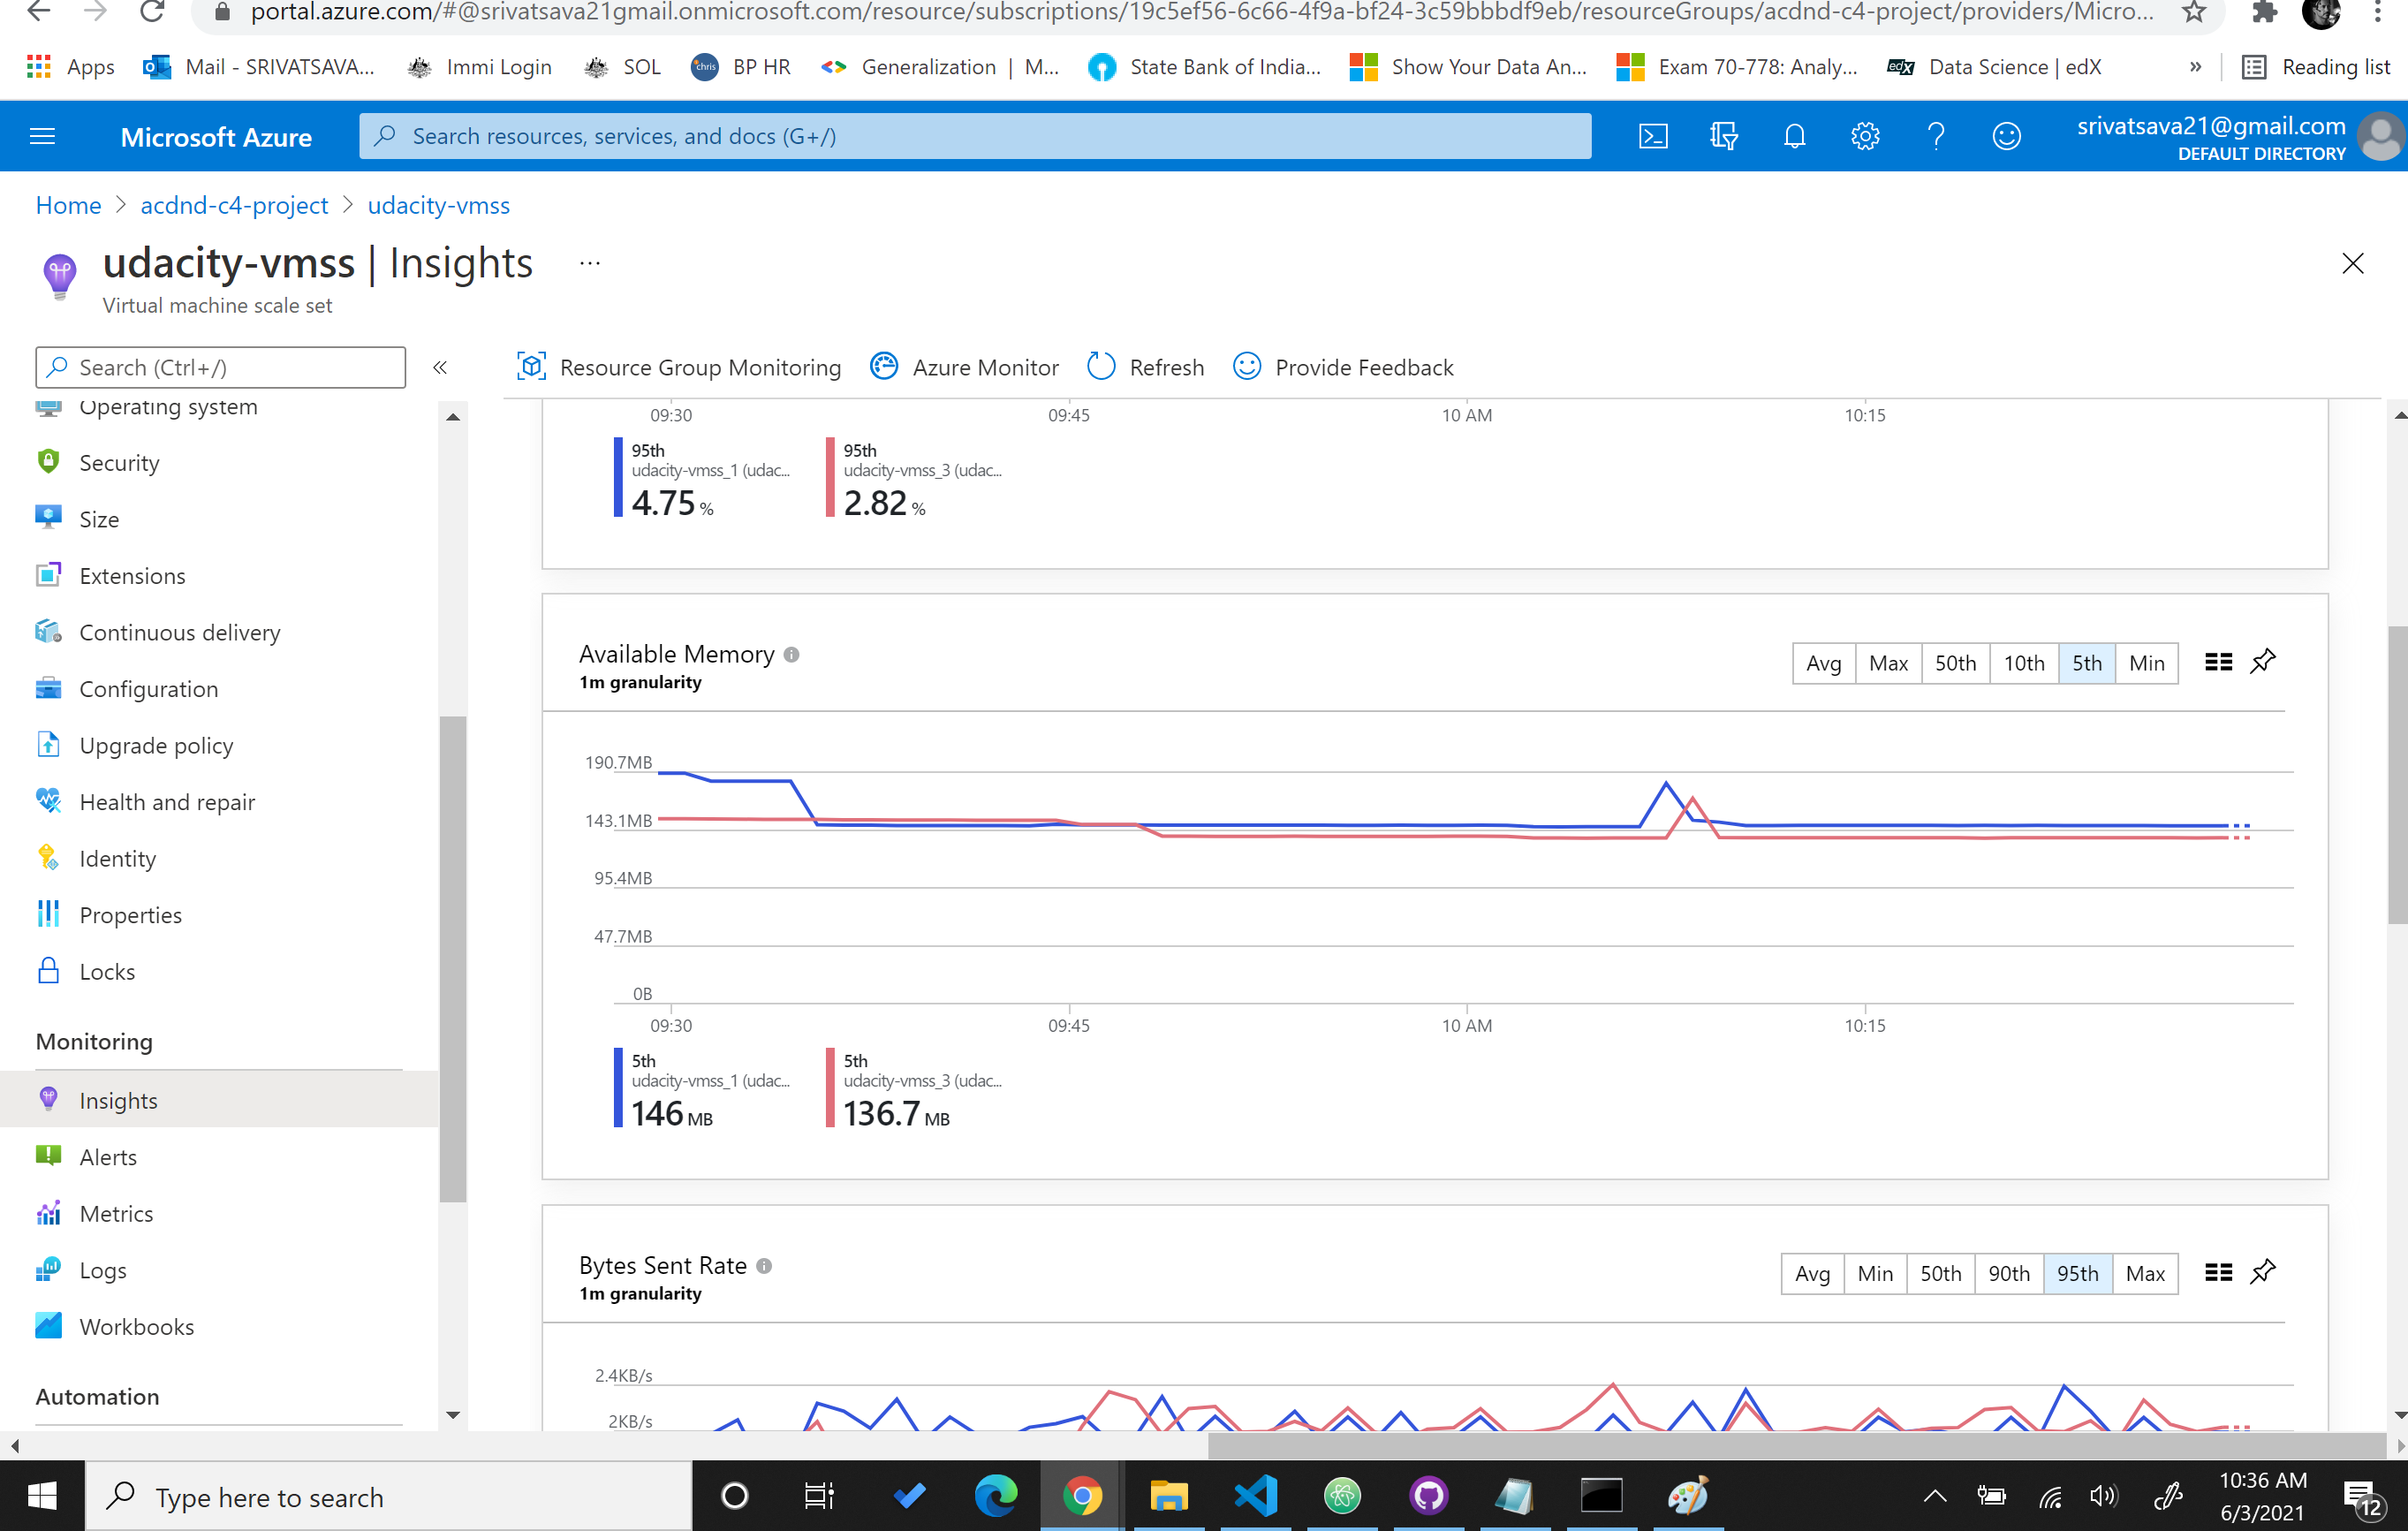 portal.azure.com/#@srivatsava21gmail.onmicrosoft.com/resource/subscriptions/19c5ef56-6c66-4f9a-bf24-3c59bbbdf9eb/resourceGroups/acdnd-c4-project/providers/Micro...
Apps Mail - SRIVATSAVA... Immi Login SOL chris BP HR Generalization | M... State Bank of India... Show Your Data An... Exam 70-778: Analy... edX Data Science | edX » Reading list
Microsoft Azure Search resources, services, and docs (G+/) srivatsava21@gmail.com
DEFAULT DIRECTORY
Home > acdnd-c4-project > udacity-vmss
udacity-vmss | Insights ...
Virtual machine scale set
Search (Ctrl+/) «
Resource Group Monitoring Azure Monitor Refresh Provide Feedback
Operating system
Security
Size
Extensions
Continuous delivery
Configuration
Upgrade policy
Health and repair
Identity
Properties
Locks
Monitoring
Insights
Alerts
Metrics
Logs
Workbooks
Automation
09:30 09:45 10 AM 10:15
95th 95th
udacity-vmss_1 (udac... udacity-vmss_3 (udac...
4.75 % 2.82 %
Available Memory
1m granularity
Avg Max 50th 10th 5th Min
190.7MB
143.1MB
95.4MB
47.7MB
0B
09:30 09:45 10 AM 10:15
5th 5th
udacity-vmss_1 (udac... udacity-vmss_3 (udac...
146 MB 136.7 MB
Bytes Sent Rate
1m granularity
Avg Min 50th 90th 95th Max
2.4KB/s
2KB/s
Type here to search
10:36 AM
6/3/2021
12